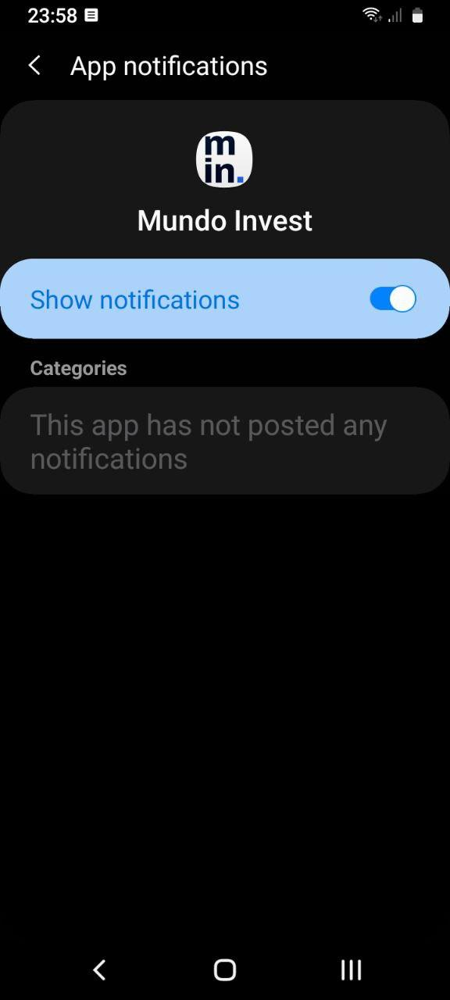 23:58
App notifications
m
in.
Mundo Invest
Show notifications
Categories
This app has not posted any
notifications